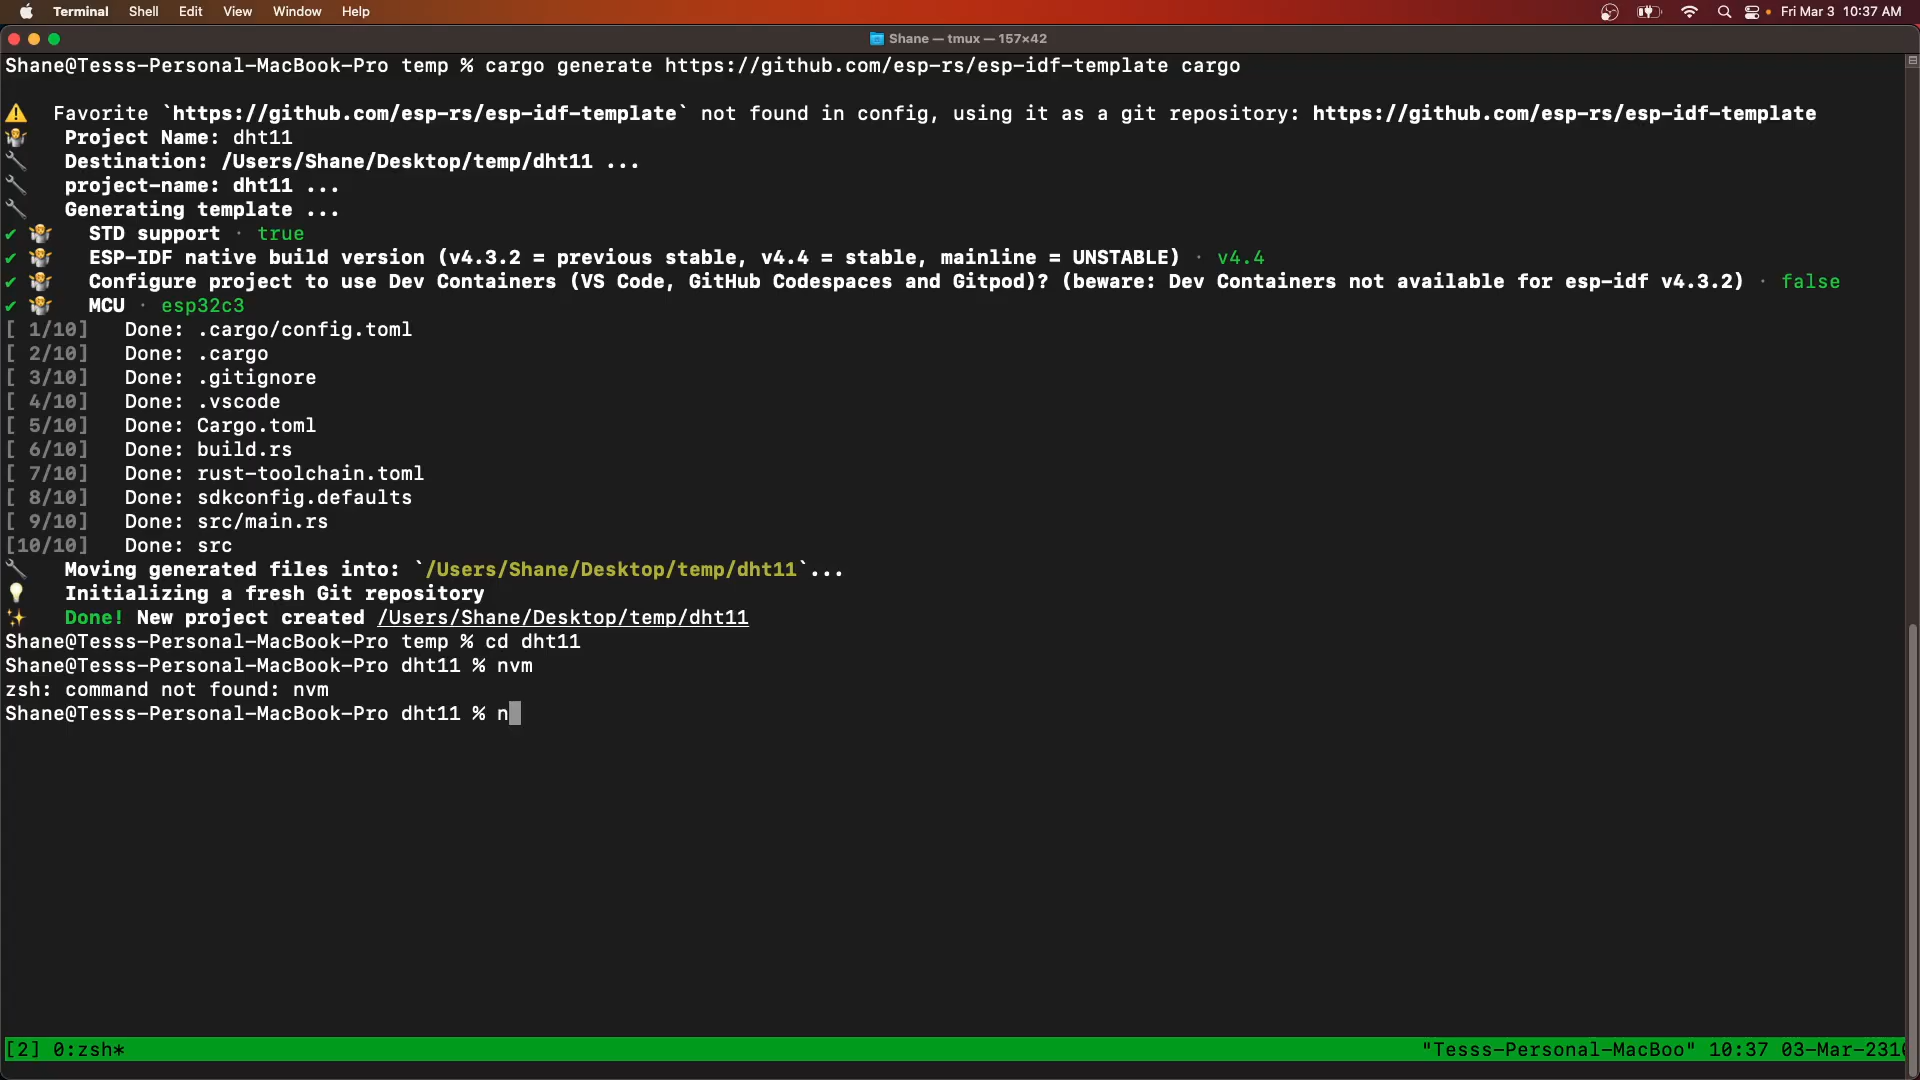 Terminal Shell Edit View Window Help Fri Mar 3 10:37 AM
Shane — tmux — 157×42
Shane@Tesss-Personal-MacBook-Pro temp % cargo generate https://github.com/esp-rs/esp-idf-template cargo
⚠️ Favorite `https://github.com/esp-rs/esp-idf-template` not found in config, using it as a git repository: https://github.com/esp-rs/esp-idf-template
🤷 Project Name: dht11
🔧 Destination: /Users/Shane/Desktop/temp/dht11 ...
🔧 project-name: dht11 ...
🔧 Generating template ...
✔ 🤷 STD support · true
✔ 🤷 ESP-IDF native build version (v4.3.2 = previous stable, v4.4 = stable, mainline = UNSTABLE) · v4.4
✔ 🤷 Configure project to use Dev Containers (VS Code, GitHub Codespaces and Gitpod)? (beware: Dev Containers not available for esp-idf v4.3.2) · false
✔ 🤷 MCU · esp32c3
[ 1/10] Done: .cargo/config.toml
[ 2/10] Done: .cargo
[ 3/10] Done: .gitignore
[ 4/10] Done: .vscode
[ 5/10] Done: Cargo.toml
[ 6/10] Done: build.rs
[ 7/10] Done: rust-toolchain.toml
[ 8/10] Done: sdkconfig.defaults
[ 9/10] Done: src/main.rs
[10/10] Done: src
🔧 Moving generated files into: `/Users/Shane/Desktop/temp/dht11`...
💡 Initializing a fresh Git repository
✨ Done! New project created /Users/Shane/Desktop/temp/dht11
Shane@Tesss-Personal-MacBook-Pro temp % cd dht11
Shane@Tesss-Personal-MacBook-Pro dht11 % nvm
zsh: command not found: nvm
Shane@Tesss-Personal-MacBook-Pro dht11 % n
[2] 0:zsh* "Tesss-Personal-MacBoo" 10:37 03-Mar-231